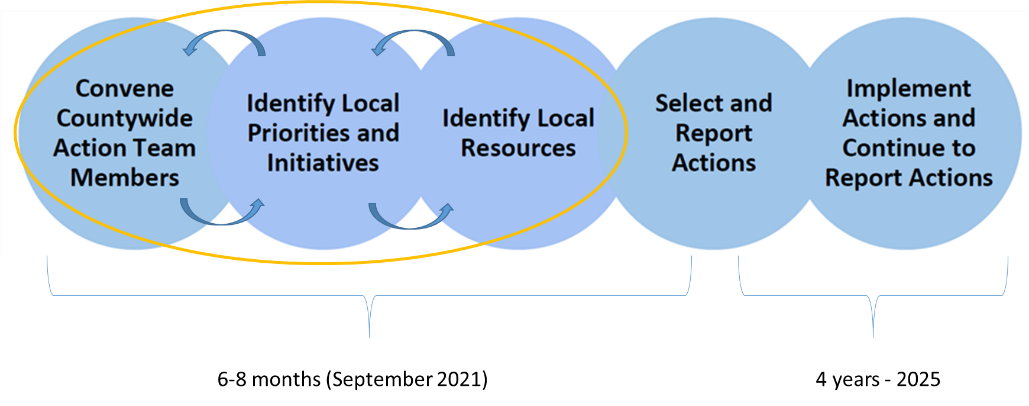 Convene
Countywide
Action Team
Members
Identify Local
Priorities and
Initiatives
Identify Local
Resources
Select and
Report
Actions
Implement
Actions and
Continue to
Report Actions
6-8 months (September 2021)
4 years - 2025